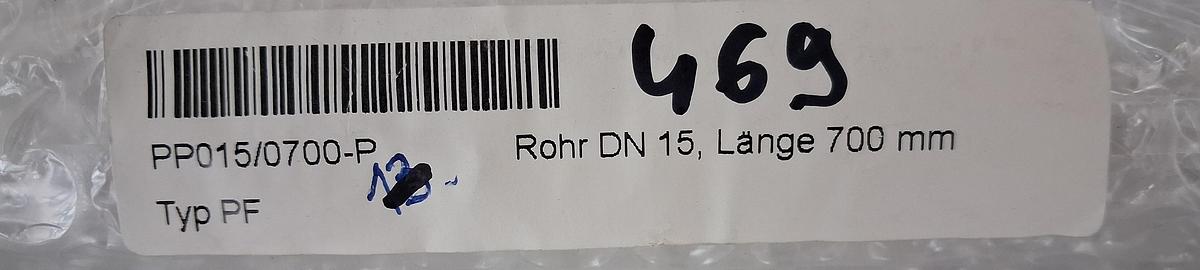 469
PP015/0700-P
Rohr DN 15, Länge 700 mm
Typ PF